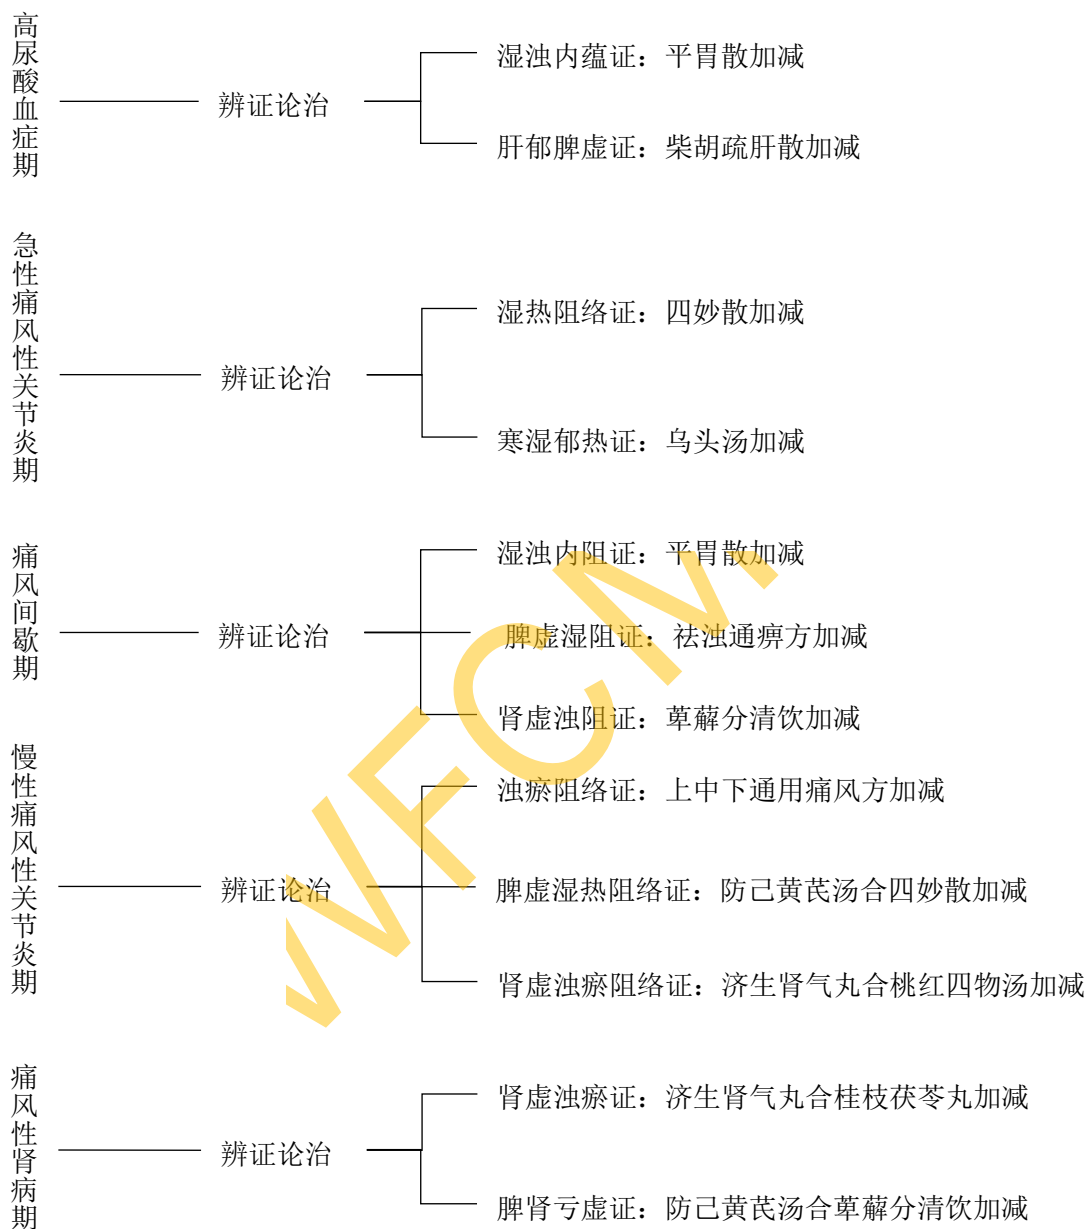 高尿酸血症期
辨证论治
湿浊内蕴证：平胃散加减
肝郁脾虚证：柴胡疏肝散加减
急性痛风性关节炎期
辨证论治
湿热阻络证：四妙散加减
寒湿郁热证：乌头汤加减
痛风间歇期
辨证论治
湿浊内阻证：平胃散加减
脾虚湿阻证：祛浊通痹方加减
肾虚浊阻证：萆薢分清饮加减
慢性痛风性关节炎期
辨证论治
浊瘀阻络证：上中下通用痛风方加减
脾虚湿热阻络证：防己黄芪汤合四妙散加减
肾虚浊瘀阻络证：济生肾气丸合桃红四物汤加减
痛风性肾病期
辨证论治
肾虚浊瘀证：济生肾气丸合桂枝茯苓丸加减
脾肾亏虚证：防己黄芪汤合萆薢分清饮加减
WFCM